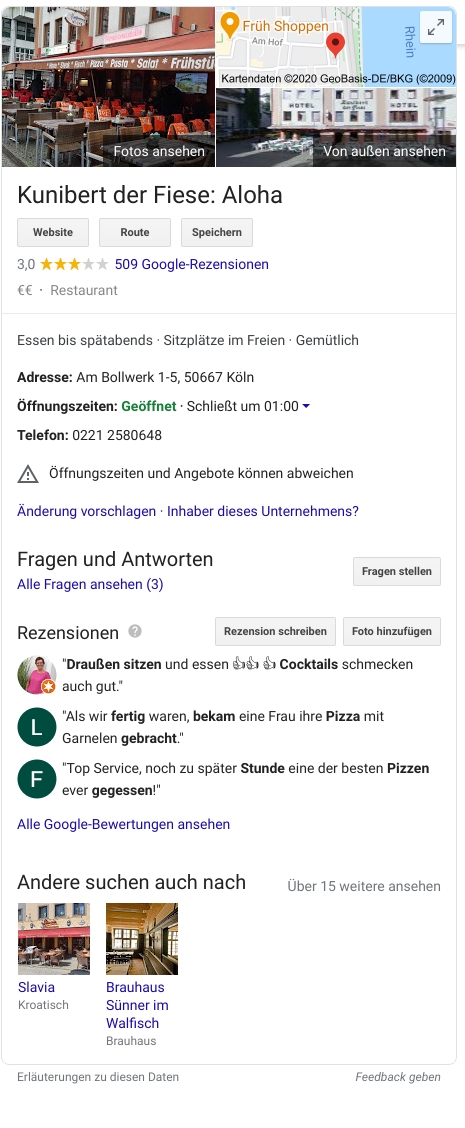 Früh Shoppen
Am Hof
Rhein
Kartendaten ©2020 GeoBasis-DE/BKG (©2009)
* Snack * Fisch * Pizza * Pasta * Salat * Frühstü
HOTEL
Kunibert
der Fiese
HOTEL
Fotos ansehen
Von außen ansehen
Kunibert der Fiese: Aloha
Website
Route
Speichern
3,0 509 Google-Rezensionen
€€ · Restaurant
Essen bis spätabends · Sitzplätze im Freien · Gemütlich
Adresse: Am Bollwerk 1-5, 50667 Köln
Öffnungszeiten: Geöffnet · Schließt um 01:00
Telefon: 0221 2580648
Öffnungszeiten und Angebote können abweichen
Änderung vorschlagen · Inhaber dieses Unternehmens?
Fragen und Antworten
Alle Fragen ansehen (3)
Fragen stellen
Rezensionen ?
Rezension schreiben
Foto hinzufügen
"Draußen sitzen und essen 👍👍 👍 Cocktails schmecken
auch gut."
L
"Als wir fertig waren, bekam eine Frau ihre Pizza mit
Garnelen gebracht."
F
"Top Service, noch zu später Stunde eine der besten Pizzen
ever gegessen!"
Alle Google-Bewertungen ansehen
Andere suchen auch nach
Über 15 weitere ansehen
Slavia
Kroatisch
Brauhaus
Sünner im
Walfisch
Brauhaus
Erläuterungen zu diesen Daten
Feedback geben